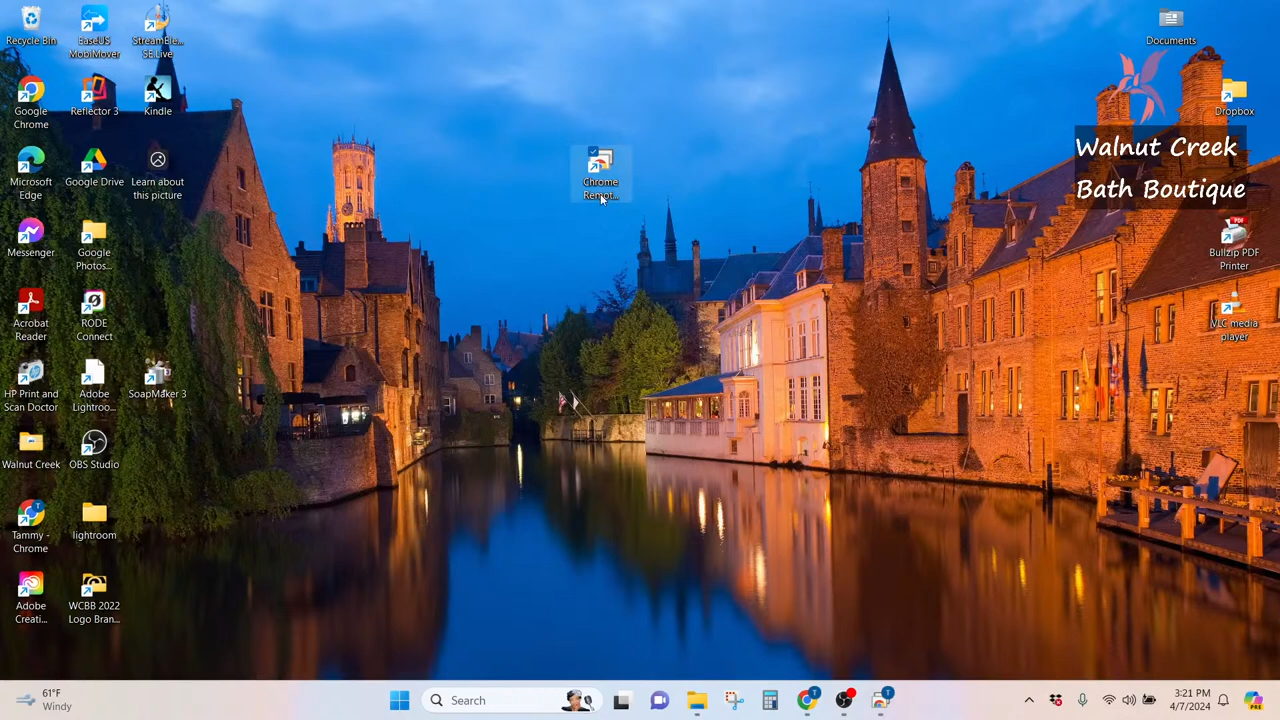 Recycle Bin
EaseUS
MobiMover
StreamEle...
SE.Live
Google
Chrome
Reflector 3
Kindle
Microsoft
Edge
Google Drive
Learn about
this picture
Messenger
Google
Photos...
Acrobat
Reader
RODE
Connect
HP Print and
Scan Doctor
Adobe
Lightroo...
SoapMaker 3
Walnut Creek
OBS Studio
Tammy -
Chrome
lightroom
Adobe
Creati...
WCBB 2022
Logo Bran...
Chrome
Remot...
Documents
Dropbox
Walnut Creek
Bath Boutique
PDF
Bullzip PDF
Printer
VLC media
player
61°F
Windy
Search
T
T
3:21 PM
4/7/2024
PRE